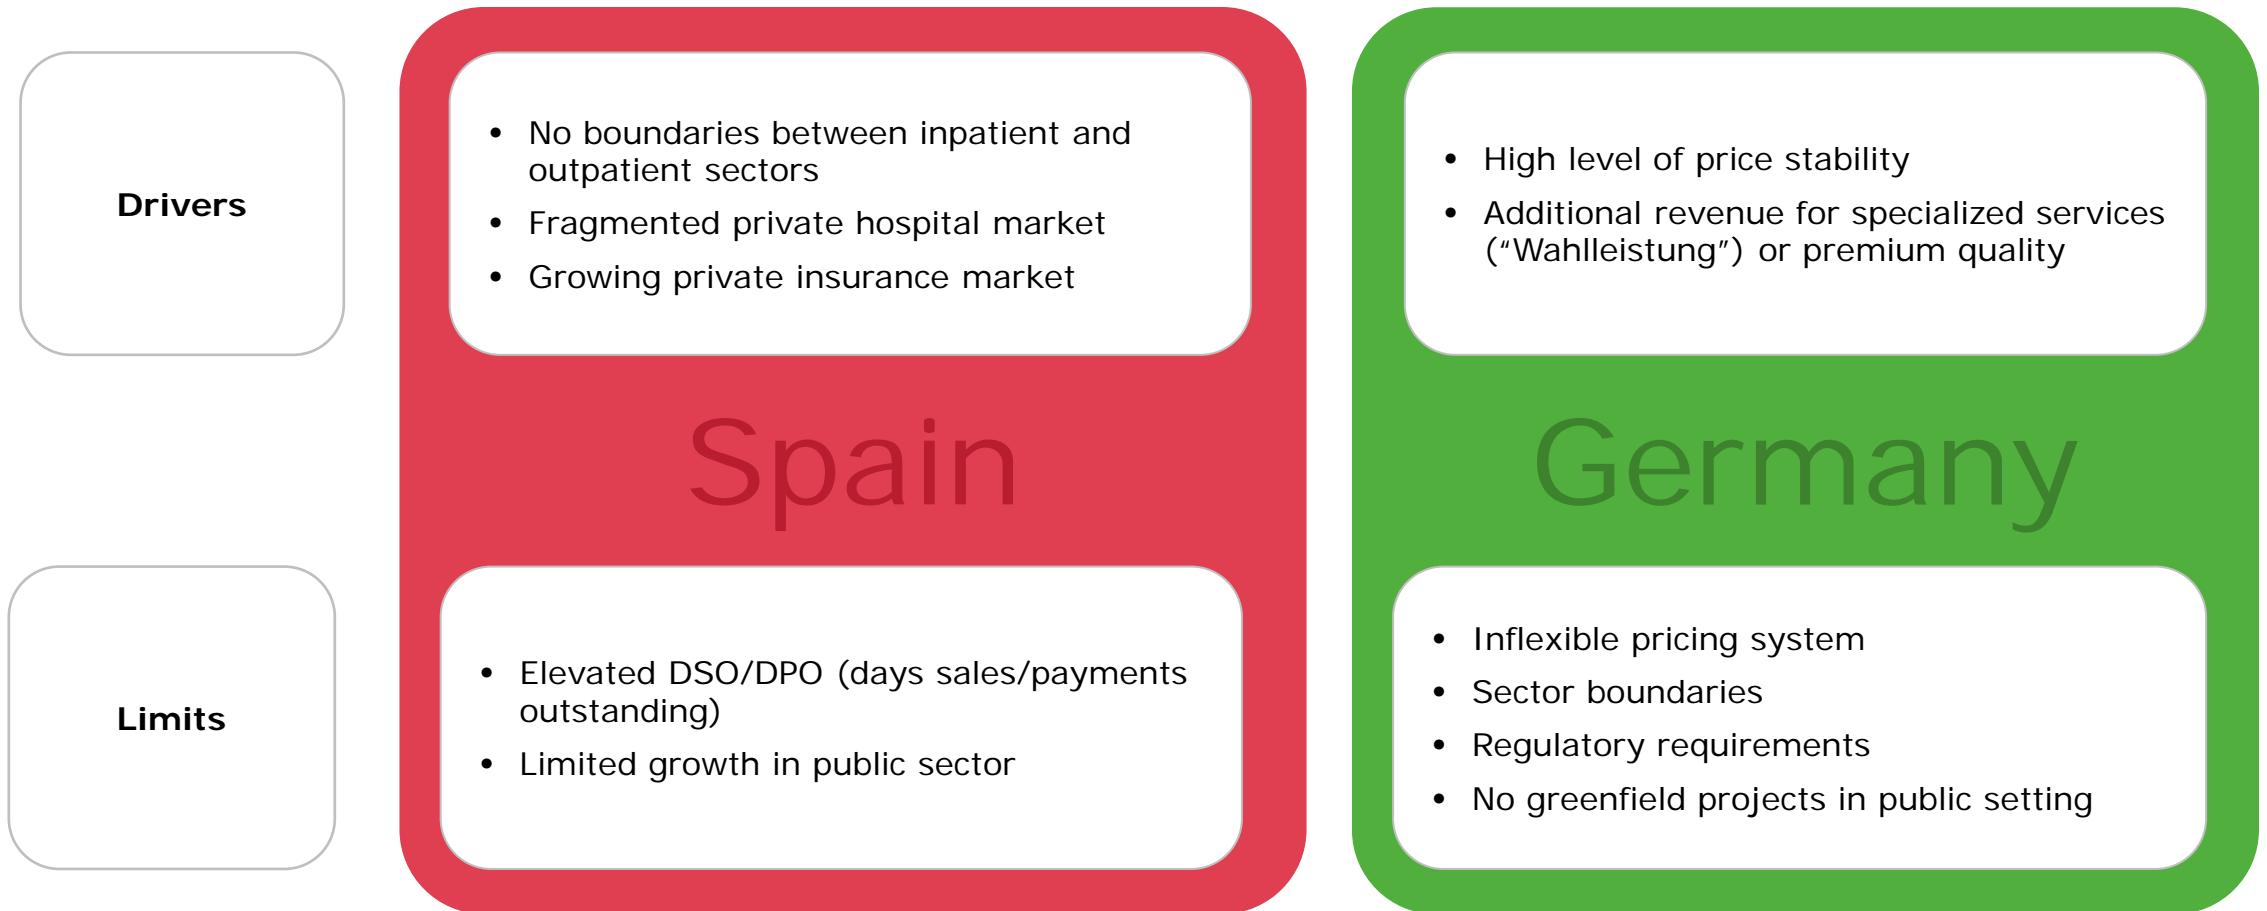 Drivers
• No boundaries between inpatient and
outpatient sectors
• Fragmented private hospital market
• Growing private insurance market
• High level of price stability
• Additional revenue for specialized services
(“Wahlleistung”) or premium quality
Spain
Germany
Limits
• Elevated DSO/DPO (days sales/payments
outstanding)
• Limited growth in public sector
• Inflexible pricing system
• Sector boundaries
• Regulatory requirements
• No greenfield projects in public setting